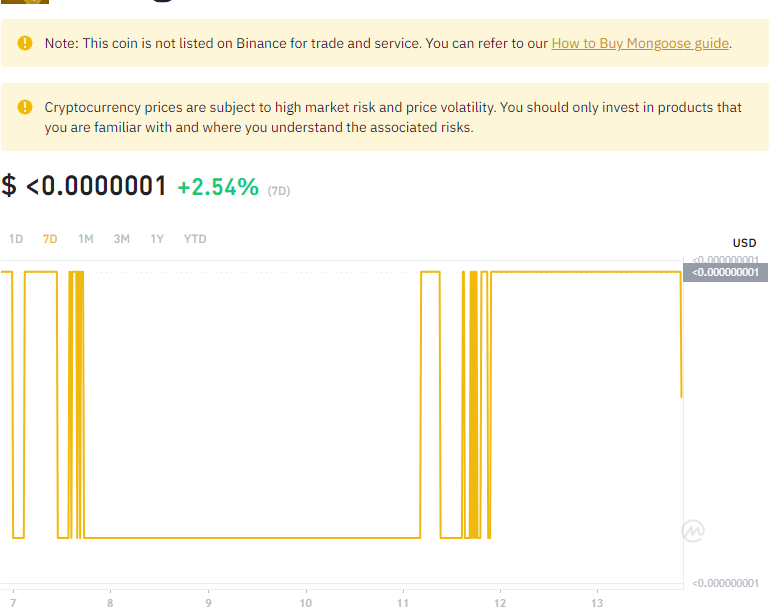 Note: This coin is not listed on Binance for trade and service. You can refer to our How to Buy Mongoose guide.
Cryptocurrency prices are subject to high market risk and price volatility. You should only invest in products that
you are familiar with and where you understand the associated risks.
$ <0.0000001 +2.54% (7D)
1D 7D 1M 3M 1Y YTD
USD
<0.000000001
<0.000000001
<0.000000001
7 8 9 10 11 12 13